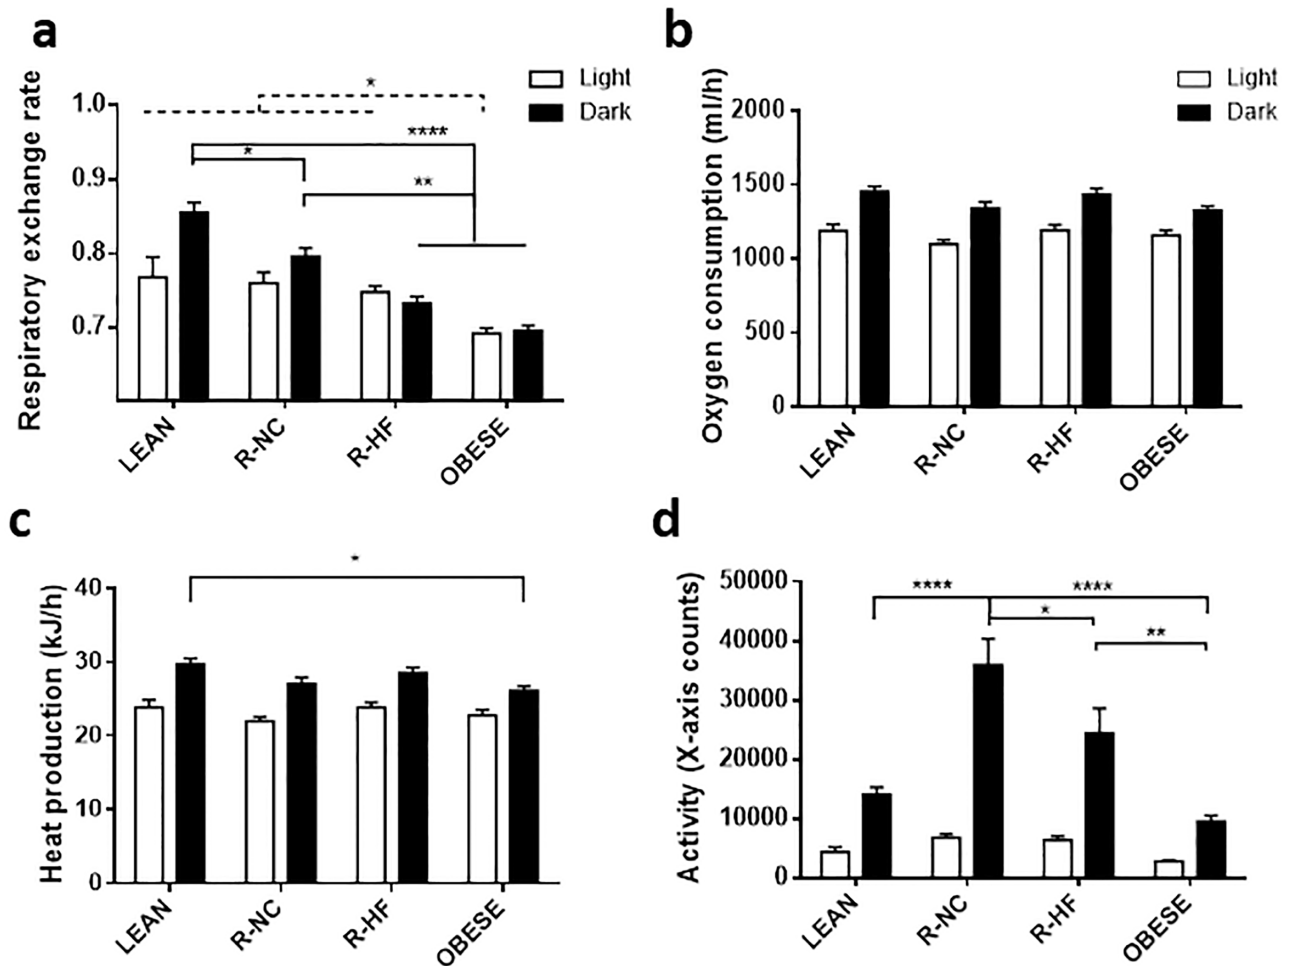 a
Respiratory exchange rate
Light
Dark
1.0
0.9
0.8
0.7
*
****
*
**
LEAN
R-NC
R-HF
OBESE
b
Oxygen consumption (ml/h)
Light
Dark
2000
1500
1000
500
0
LEAN
R-NC
R-HF
OBESE
c
Heat production (kJ/h)
40
30
20
10
0
*
LEAN
R-NC
R-HF
OBESE
d
Activity (X-axis counts)
50000
40000
30000
20000
10000
0
****
****
*
**
LEAN
R-NC
R-HF
OBESE